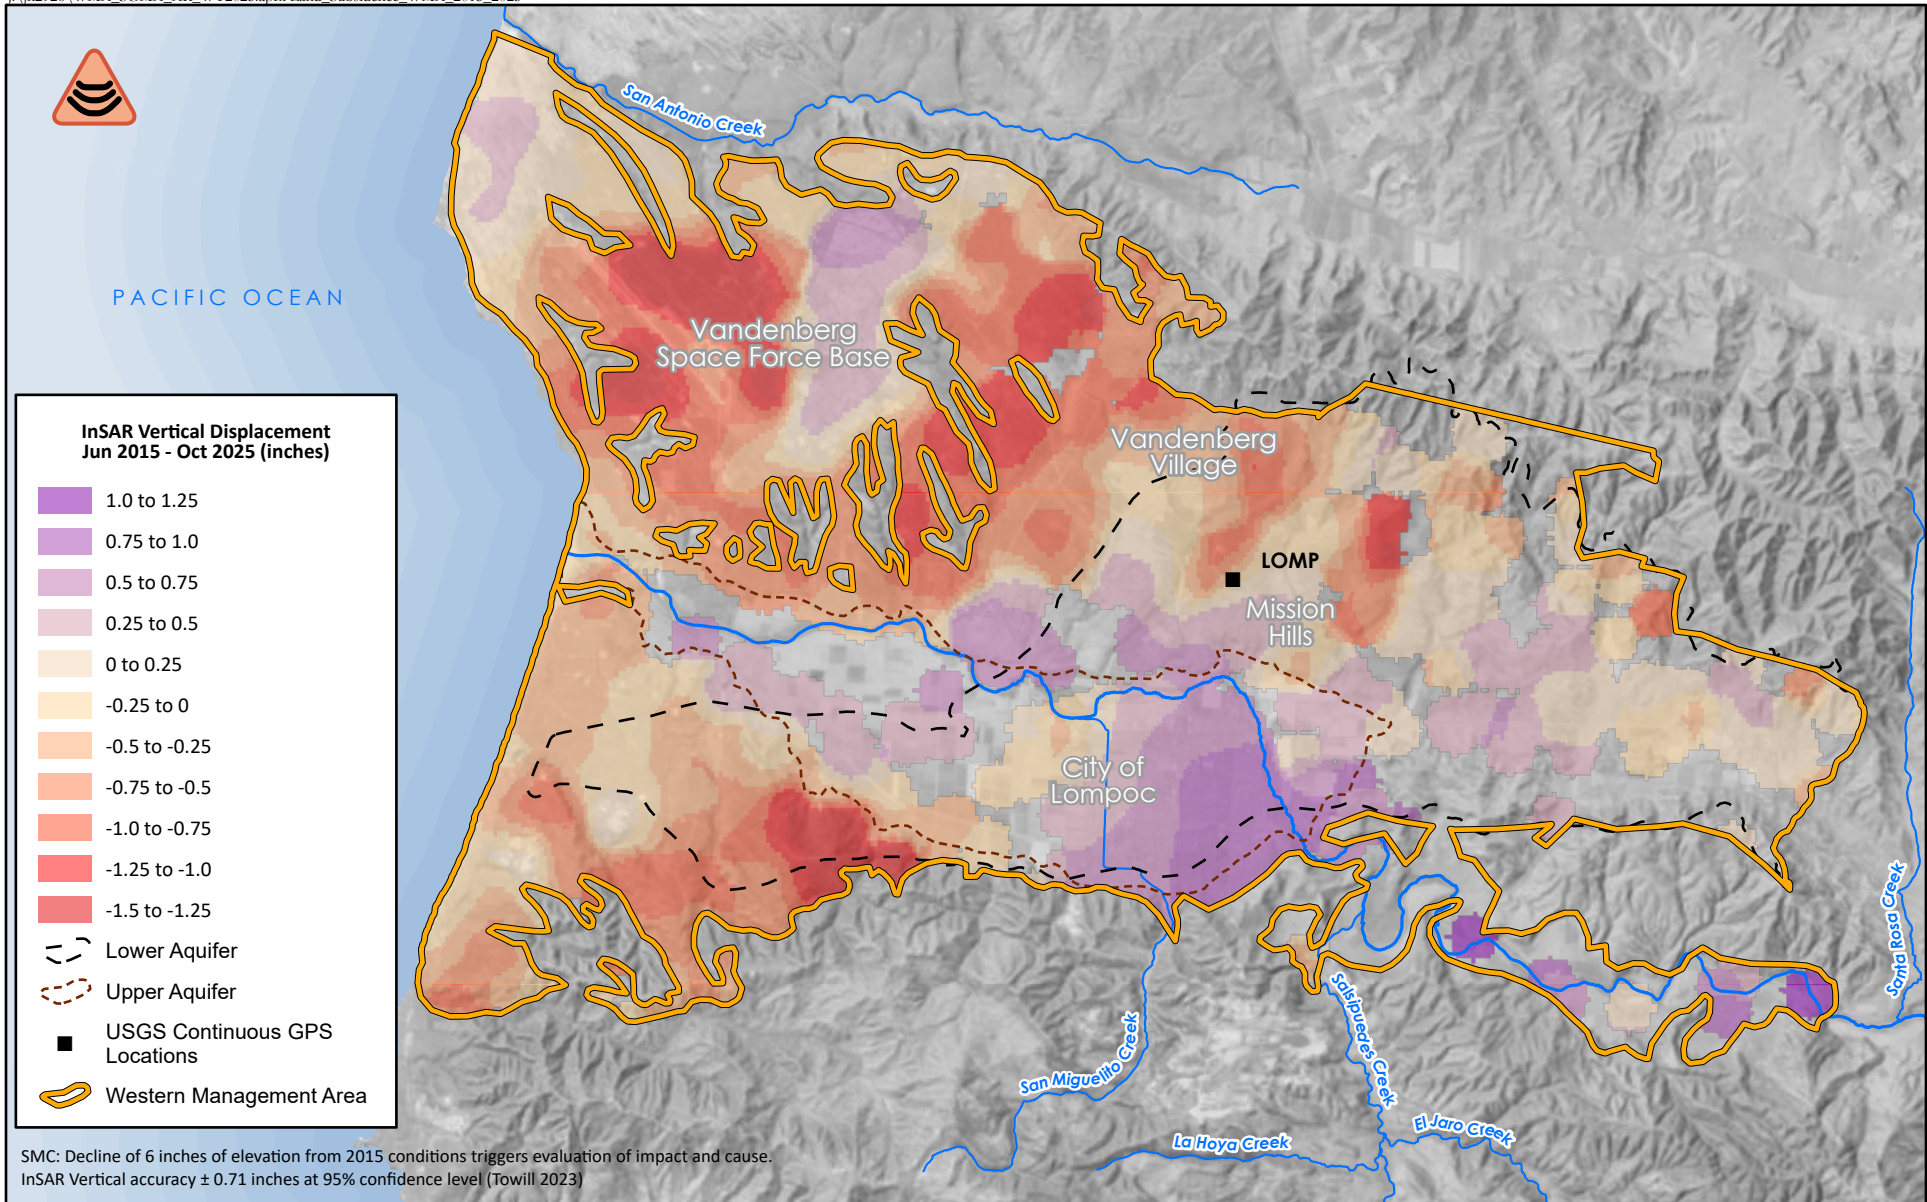 San Antonio Creek
PACIFIC OCEAN
Vandenberg
Space Force Base
Vandenberg
Village
LOMP
Mission
Hills
City of
Lompoc
Santa Rosa Creek
Salsipuedes Creek
San Miguelito Creek
El Jaro Creek
La Hoya Creek
InSAR Vertical Displacement
Jun 2015 - Oct 2025 (inches)
1.0 to 1.25
0.75 to 1.0
0.5 to 0.75
0.25 to 0.5
0 to 0.25
-0.25 to 0
-0.5 to -0.25
-0.75 to -0.5
-1.0 to -0.75
-1.25 to -1.0
-1.5 to -1.25
Lower Aquifer
Upper Aquifer
USGS Continuous GPS
Locations
Western Management Area
SMC: Decline of 6 inches of elevation from 2015 conditions triggers evaluation of impact and cause.
InSAR Vertical accuracy ± 0.71 inches at 95% confidence level (Towill 2023)